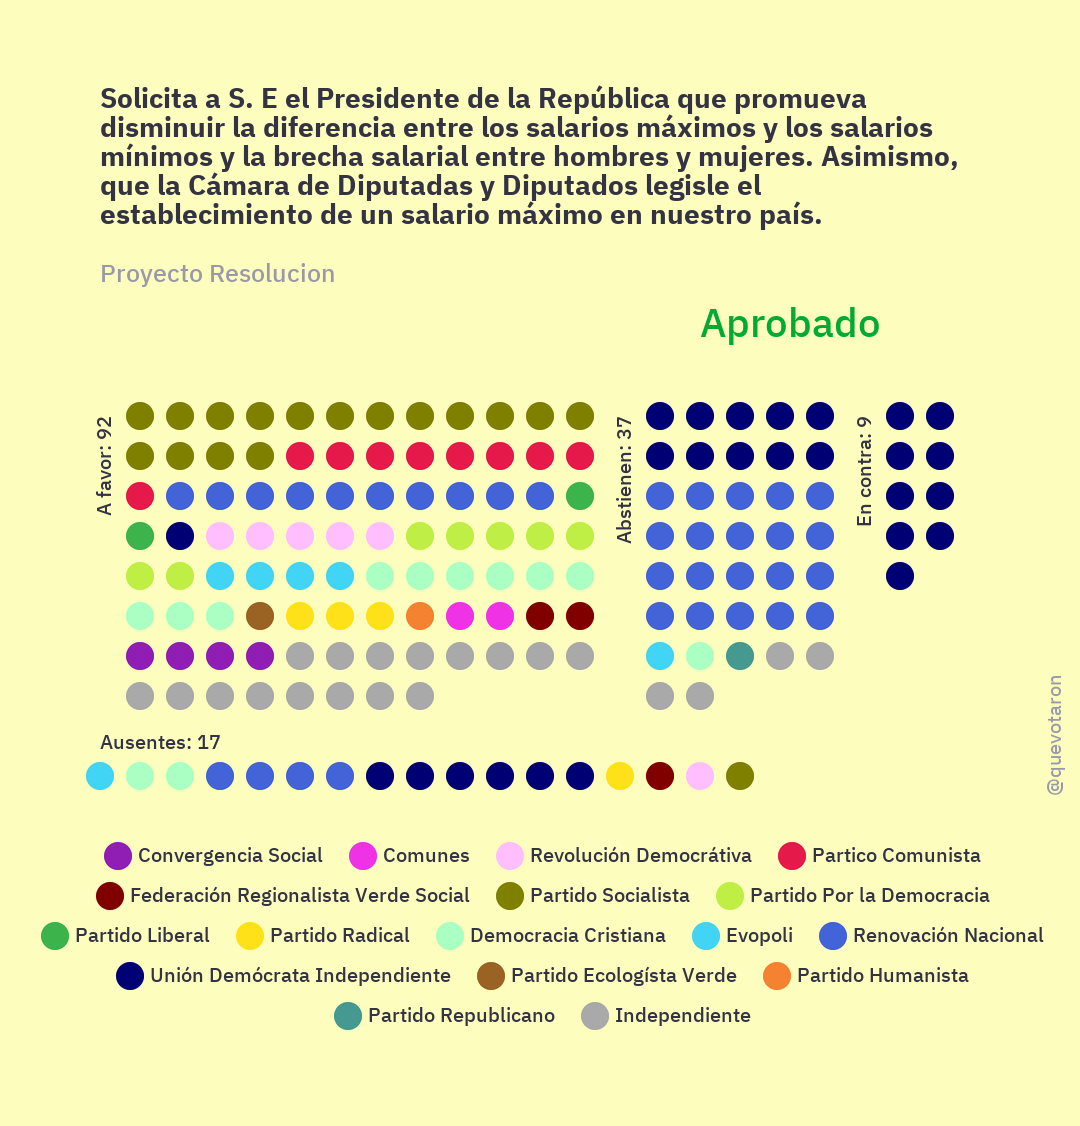 Solicita a S. E el Presidente de la República que promueva
disminuir la diferencia entre los salarios máximos y los salarios
mínimos y la brecha salarial entre hombres y mujeres. Asimismo,
que la Cámara de Diputadas y Diputados legisle el
establecimiento de un salario máximo en nuestro país.
Proyecto Resolucion
Aprobado
A favor: 92
Abstienen: 37
En contra: 9
Ausentes: 17
@quevotaron
Convergencia Social
Comunes
Revolución Democrátiva
Partico Comunista
Federación Regionalista Verde Social
Partido Socialista
Partido Por la Democracia
Partido Liberal
Partido Radical
Democracia Cristiana
Evopoli
Renovación Nacional
Unión Demócrata Independiente
Partido Ecologísta Verde
Partido Humanista
Partido Republicano
Independiente